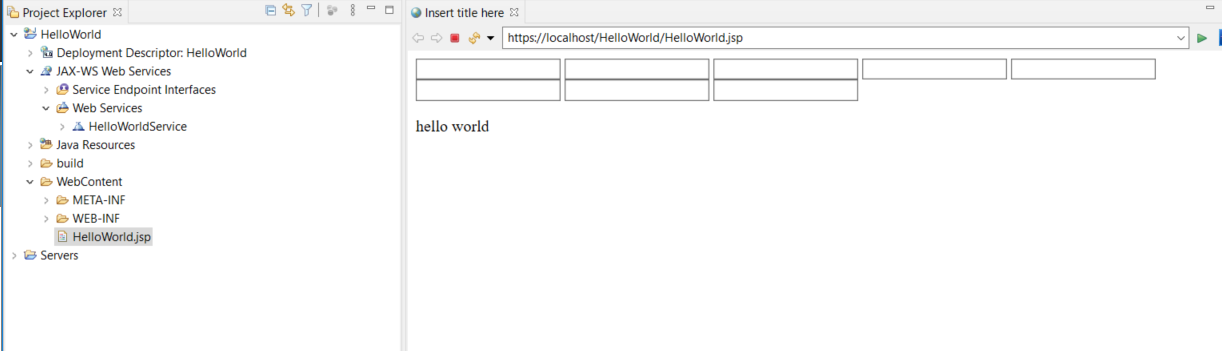 Project Explorer
HelloWorld
Deployment Descriptor: HelloWorld
JAX-WS Web Services
Service Endpoint Interfaces
Web Services
HelloWorldService
Java Resources
build
WebContent
META-INF
WEB-INF
HelloWorld.jsp
Servers
Insert title here
https://localhost/HelloWorld/HelloWorld.jsp
hello world